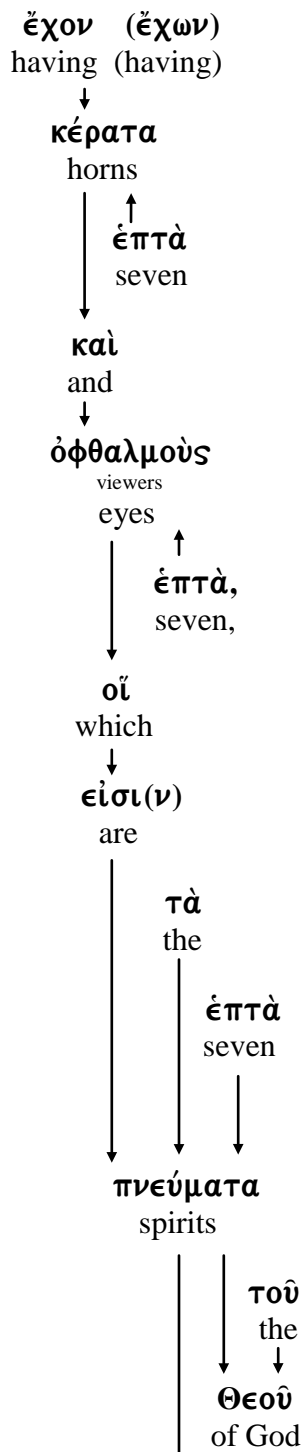 ἔχον (ἔχων)
having (having)
κέρατα
horns
ἑπτὰ
seven
καὶ
and
ὀφθαλμοὺς
viewers
eyes
ἑπτὰ,
seven,
οἵ
which
εἰσι(ν)
are
τὰ
the
ἑπτὰ
seven
πνεύματα
spirits
τοῦ
the
Θεοῦ
of God